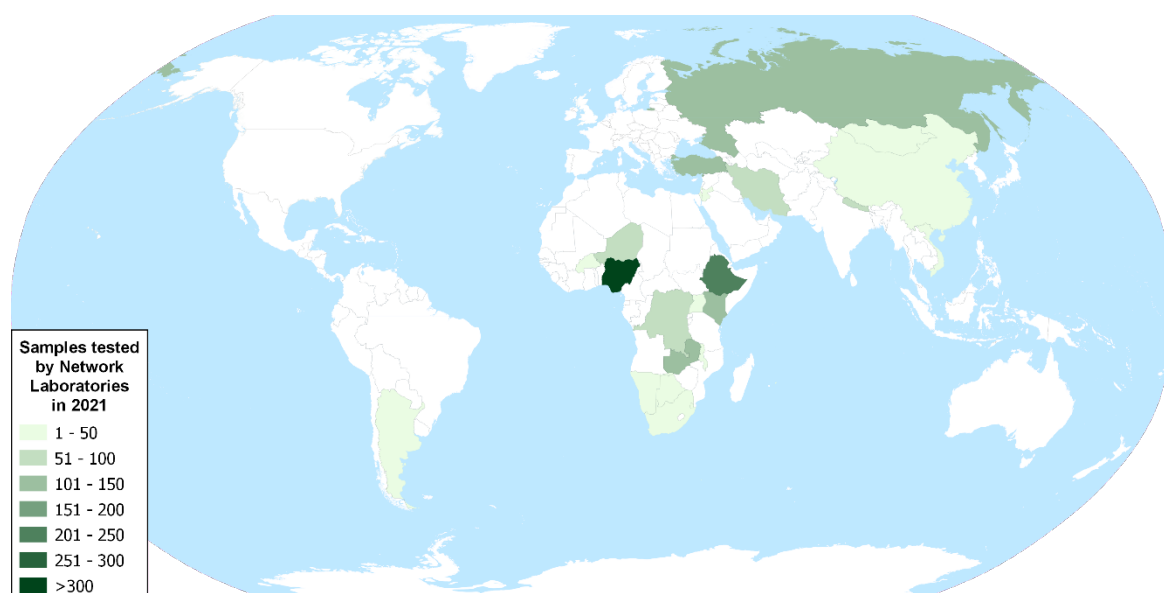 Samples tested
by Network
Laboratories
in 2021
1 - 50
51 - 100
101 - 150
151 - 200
201 - 250
251 - 300
>300